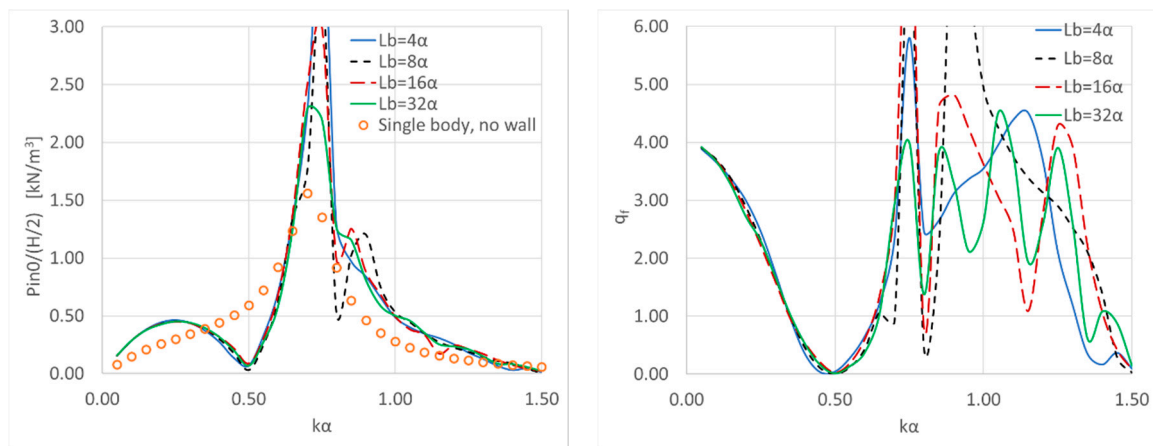 3.00
2.50
2.00
1.50
1.00
0.50
0.00
Pin0/(H/2) [kN/m³]
Lb=4α
Lb=8α
Lb=16α
Lb=32α
Single body, no wall
0.00 0.50 1.00 1.50
kα
6.00
5.00
4.00
3.00
2.00
1.00
0.00
qf
Lb=4α
Lb=8α
Lb=16α
Lb=32α
0.00 0.50 1.00 1.50
kα